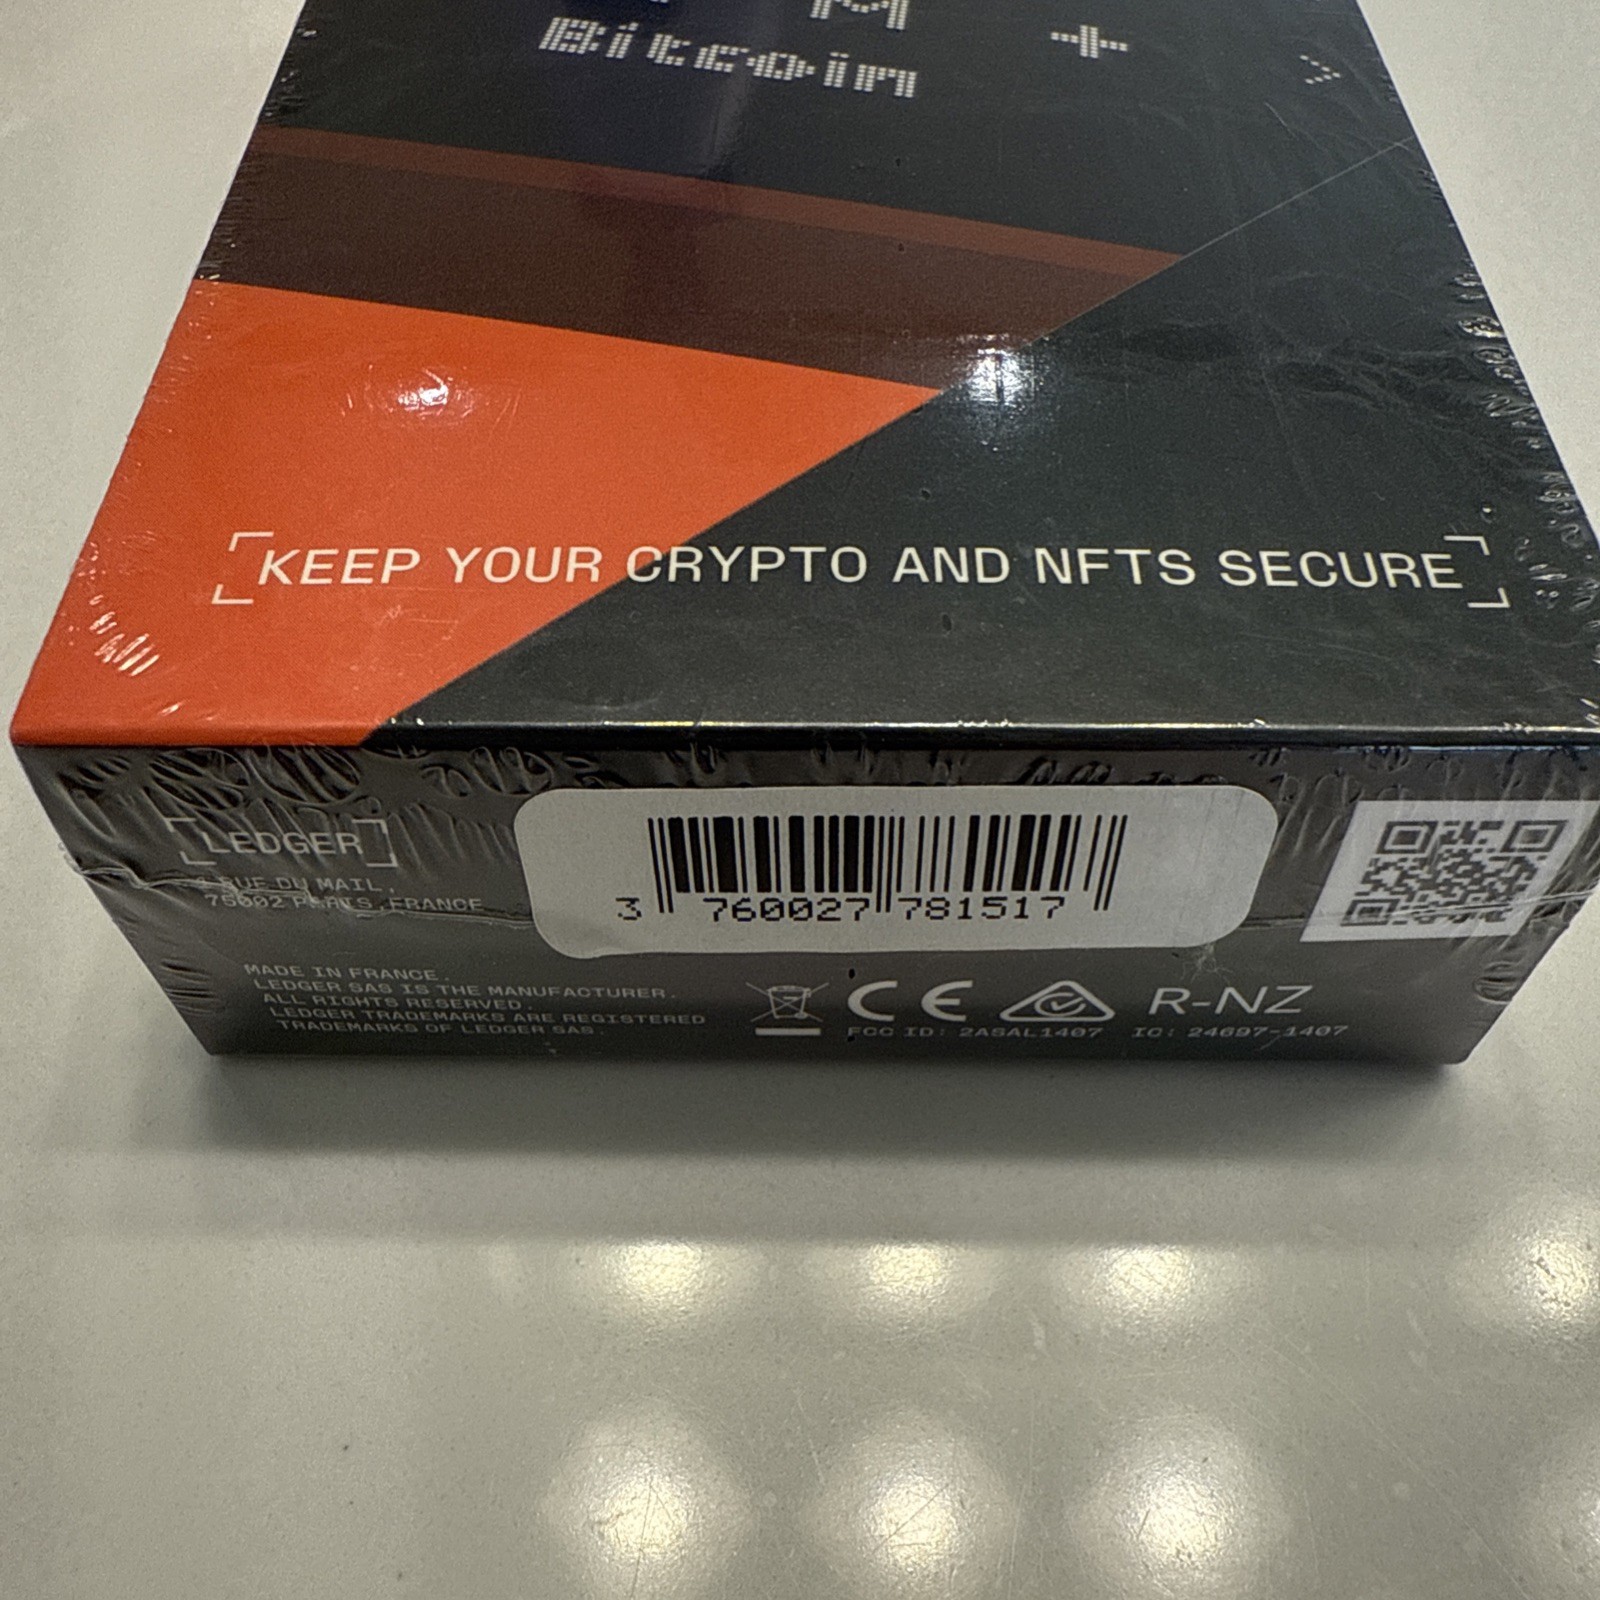 Bitcoin
KEEP YOUR CRYPTO AND NFTS SECURE
LEDGER
RUE DU MAIL,
75002 PARIS, FRANCE
3 760027 781517
MADE IN FRANCE.
LEDGER SAS IS THE MANUFACTURER.
ALL RIGHTS RESERVED.
LEDGER TRADEMARKS ARE REGISTERED
TRADEMARKS OF LEDGER SAS.
CE R-NZ
FCC ID: 2ASAL1407 IC: 24697-1407